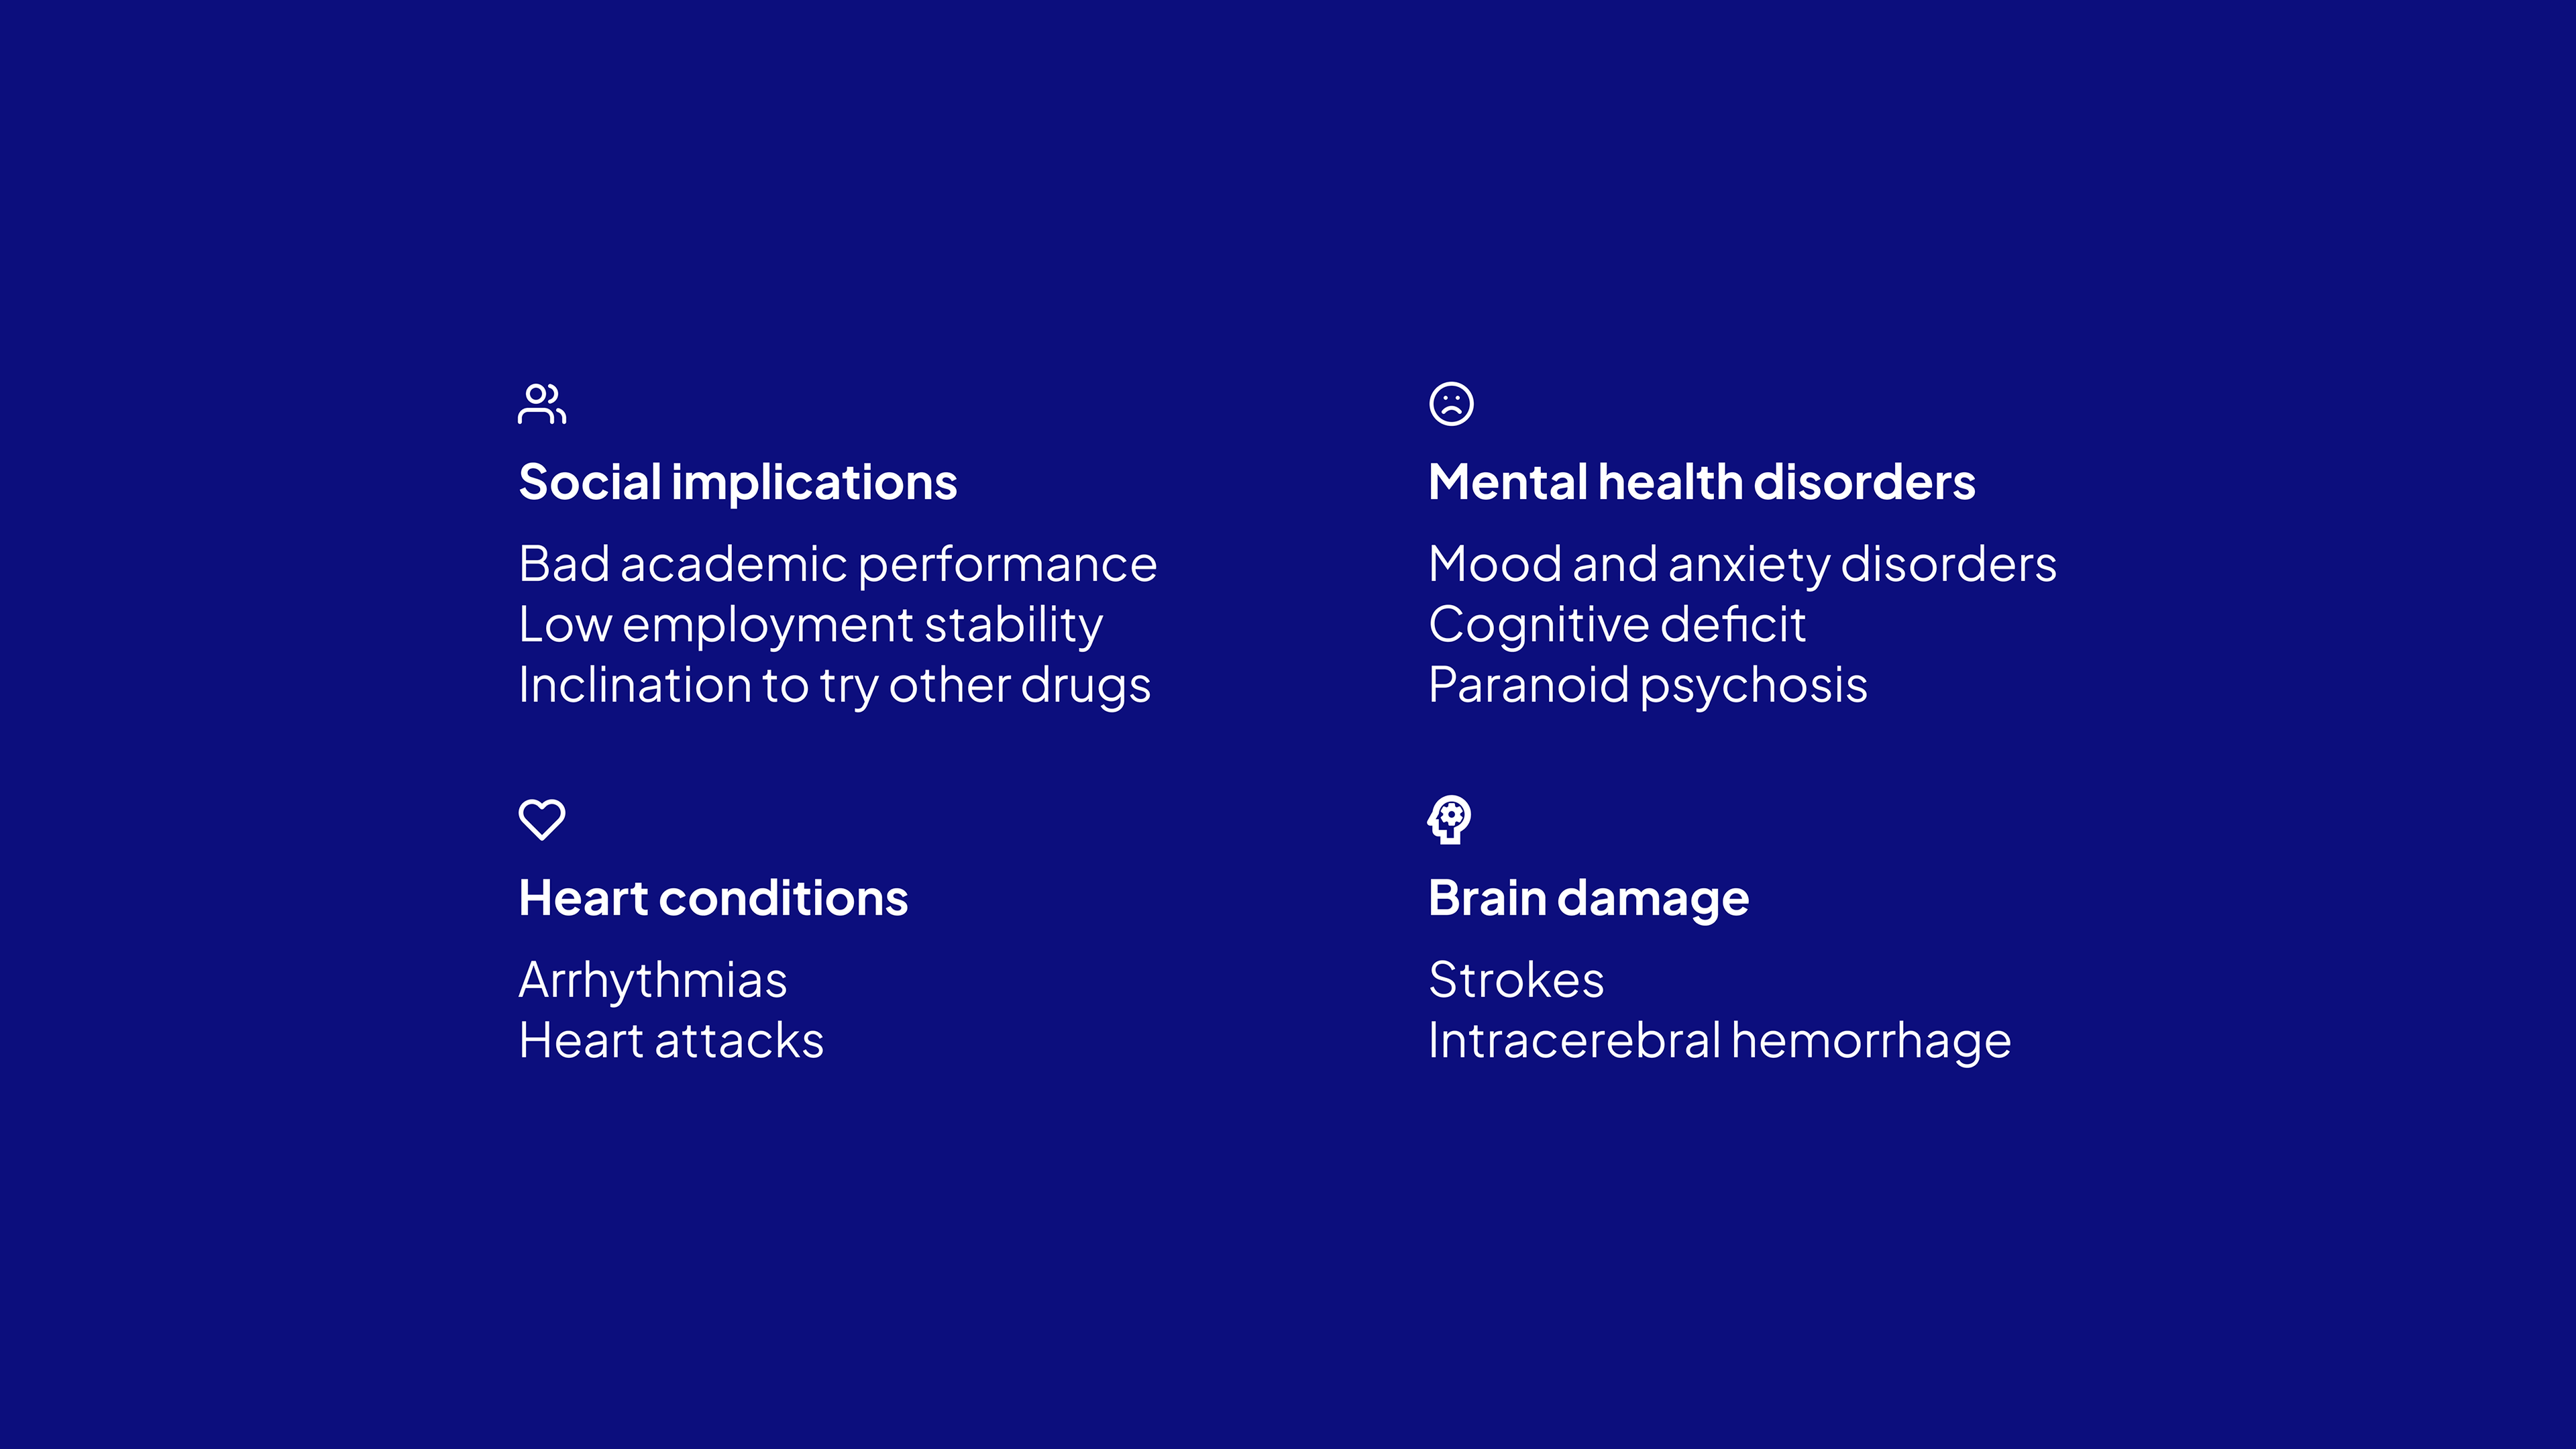 Social implications
Bad academic performance
Low employment stability
Inclination to try other drugs
Mental health disorders
Mood and anxiety disorders
Cognitive deficit
Paranoid psychosis
Heart conditions
Arrhythmias
Heart attacks
Brain damage
Strokes
Intracerebral hemorrhage